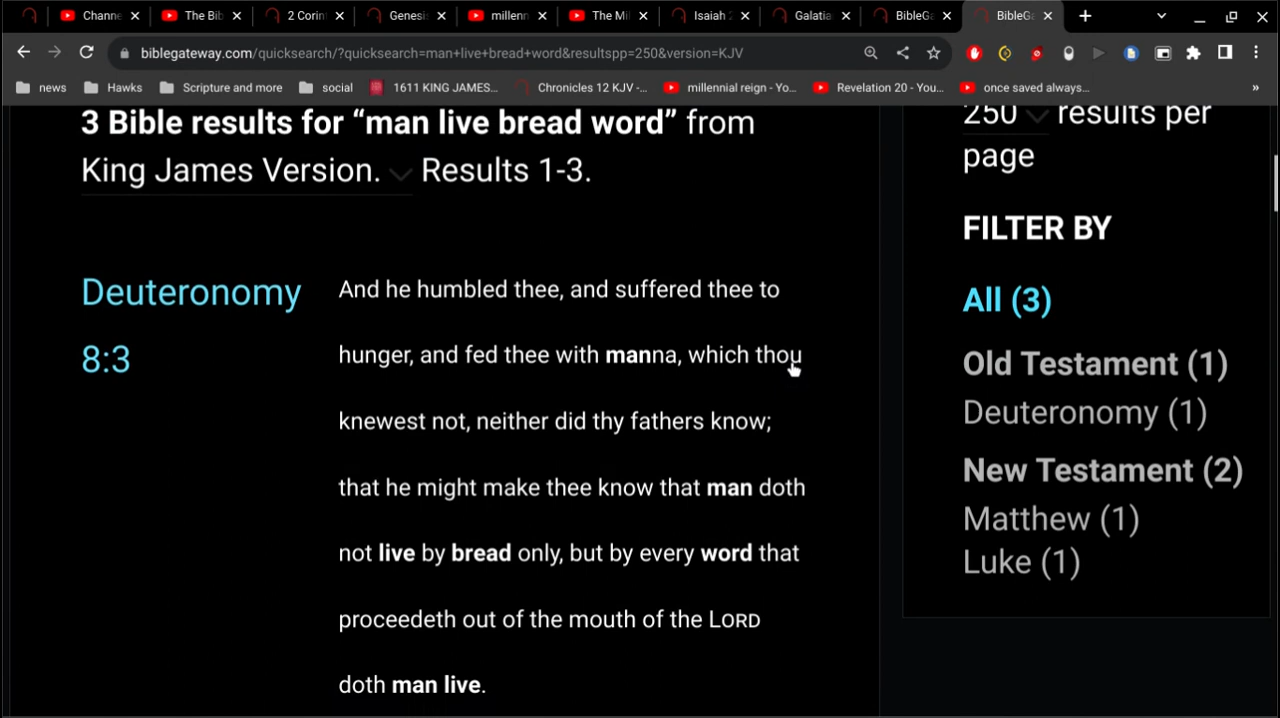 Channe
The Bib
2 Corin
Genesis
millenn
The Mi
Isaiah
Galatia
BibleGa
BibleGa
biblegateway.com/quicksearch/?quicksearch=man+live+bread+word&resultspp=250&version=KJV
news
Hawks
Scripture and more
social
1611 KING JAMES...
Chronicles 12 KJV -...
millennial reign - Yo...
Revelation 20 - You...
once saved always...
»
3 Bible results for “man live bread word” from
King James Version. Results 1-3.
Deuteronomy
8:3
And he humbled thee, and suffered thee to
hunger, and fed thee with manna, which thou
knewest not, neither did thy fathers know;
that he might make thee know that man doth
not live by bread only, but by every word that
proceedeth out of the mouth of the LORD
doth man live.
250 results per
page
FILTER BY
All (3)
Old Testament (1)
Deuteronomy (1)
New Testament (2)
Matthew (1)
Luke (1)